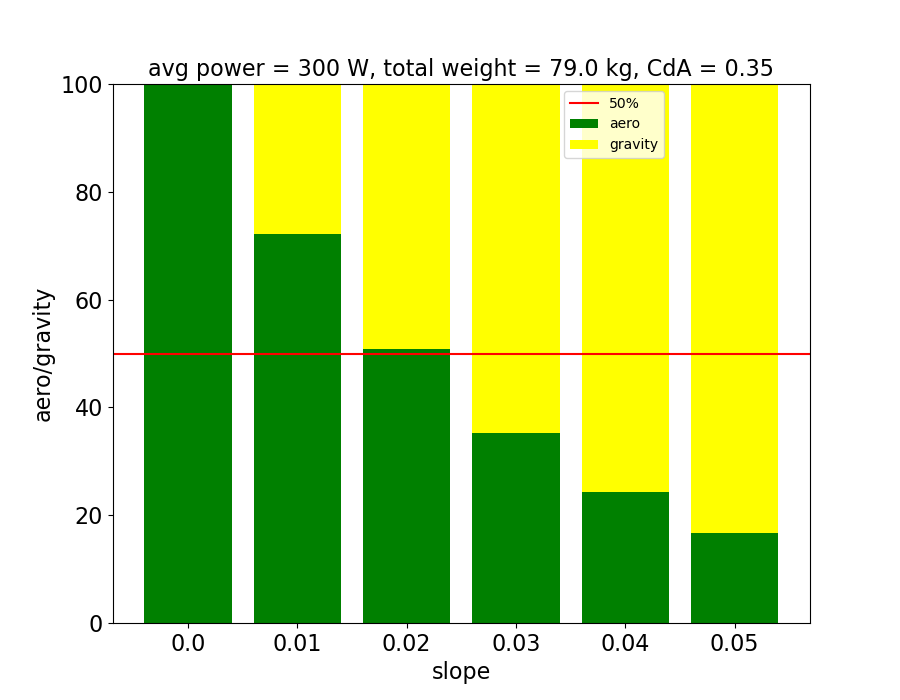 avg power = 300 W, total weight = 79.0 kg, CdA = 0.35
100
80
60
40
20
0
aero/gravity
50%
aero
gravity
0.0 0.01 0.02 0.03 0.04 0.05
slope